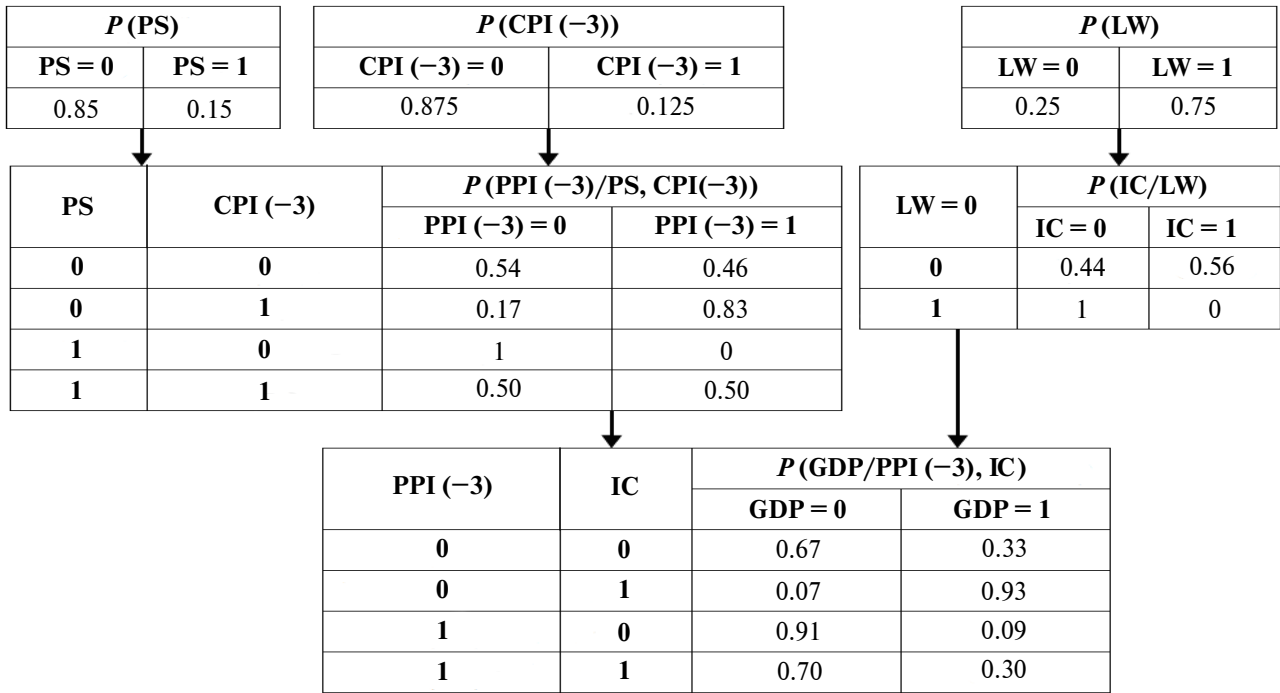 P (PS)
PS = 0 PS = 1
0.85 0.15
P (CPI (−3))
CPI (−3) = 0 CPI (−3) = 1
0.875 0.125
P (LW)
LW = 0 LW = 1
0.25 0.75
PS CPI (−3) P (PPI (−3)/PS, CPI(−3))
PPI (−3) = 0 PPI (−3) = 1
0 0 0.54 0.46
0 1 0.17 0.83
1 0 1 0
1 1 0.50 0.50
LW = 0 P (IC/LW)
IC = 0 IC = 1
0 0.44 0.56
1 1 0
PPI (−3) IC P (GDP/PPI (−3), IC)
GDP = 0 GDP = 1
0 0 0.67 0.33
0 1 0.07 0.93
1 0 0.91 0.09
1 1 0.70 0.30